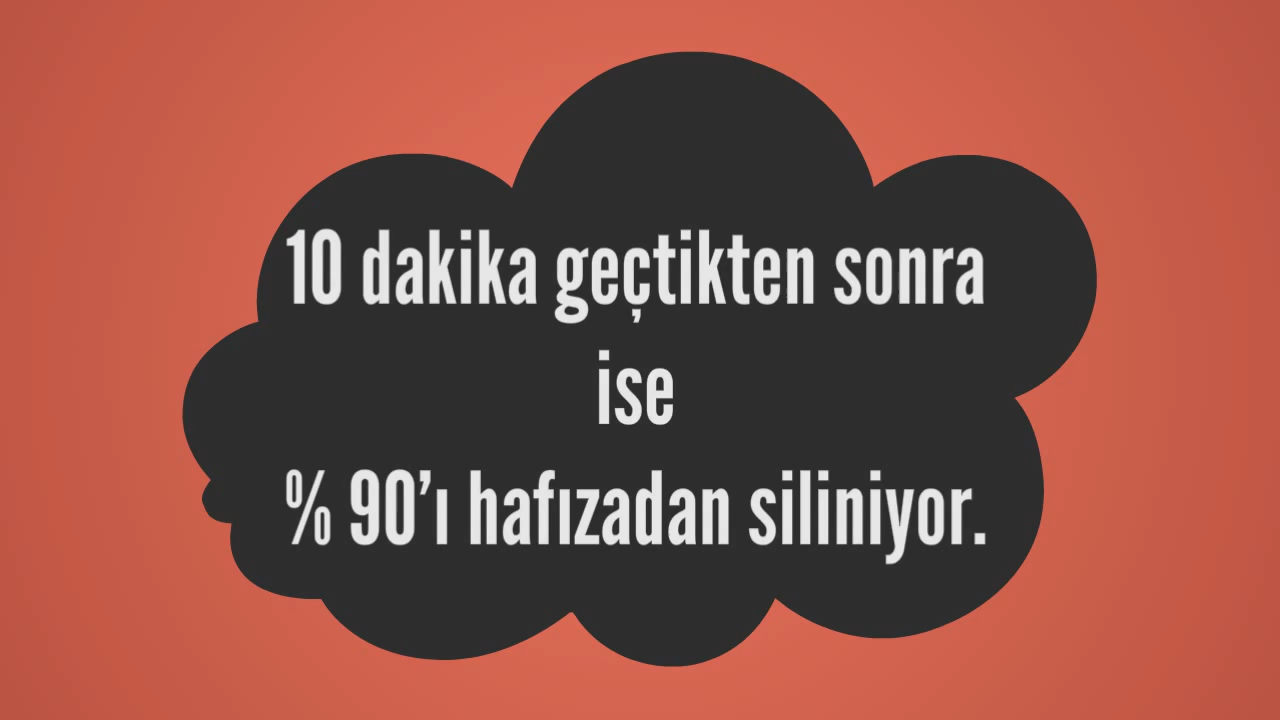 10 dakika geçtikten sonra
ise
% 90’ı hafızadan siliniyor.